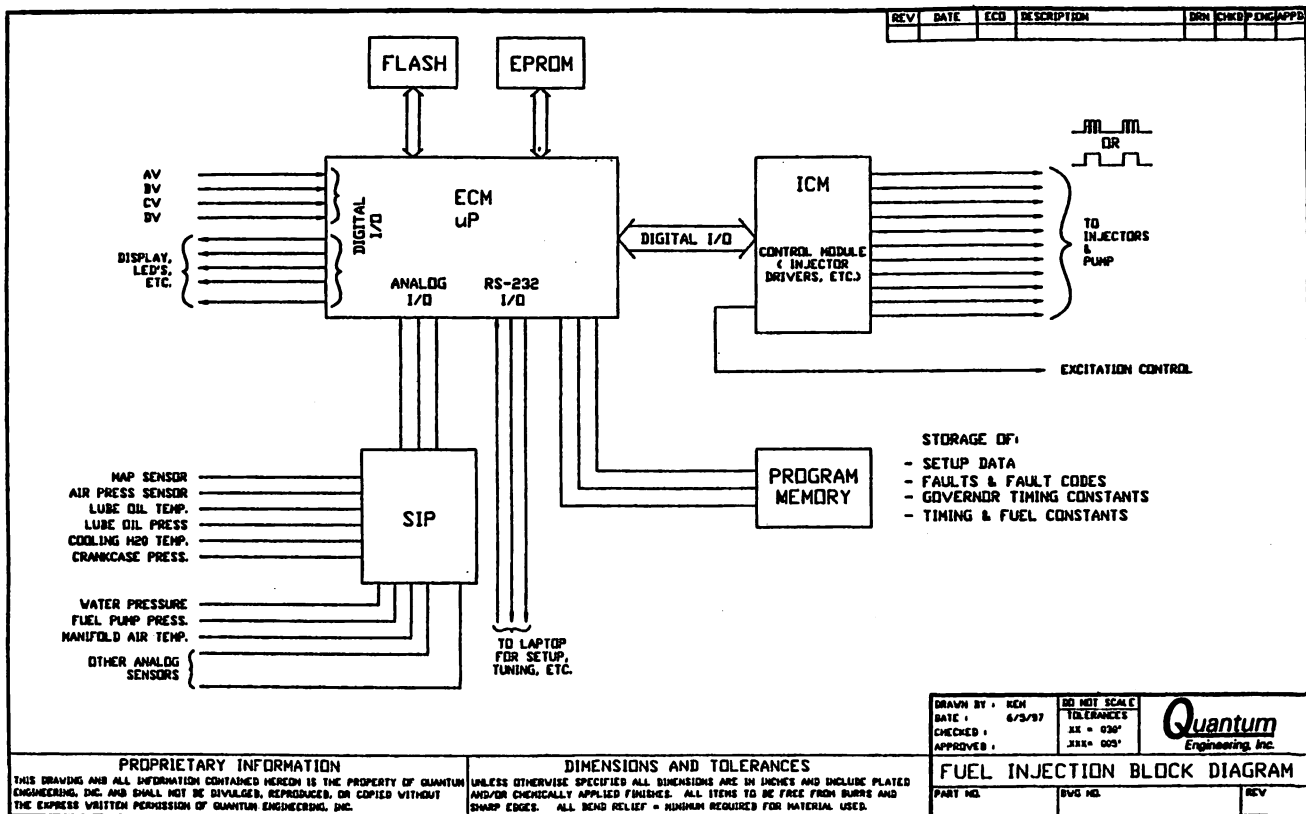 REV DATE ECO DESCRIPTION DRN CHKD P.ENG APPD
FLASH
EPROM
OR
AV
BV
CV
DV
DIGITAL
I/O
ECM
uP
DISPLAY,
LED'S,
ETC.
ANALOG
I/O
RS-232
I/O
DIGITAL I/O
ICM
CONTROL MODULE
( INJECTOR
DRIVERS, ETC.)
TO
INJECTORS
&
PUMP
EXCITATION CONTROL
MAP SENSOR
AIR PRESS SENSOR
LUBE OIL TEMP.
LUBE OIL PRESS
COOLING H20 TEMP.
CRANKCASE PRESS.
SIP
WATER PRESSURE
FUEL PUMP PRESS.
MANIFOLD AIR TEMP.
OTHER ANALOG
SENSORS
TO LAPTOP
FOR SETUP,
TUNING, ETC.
PROGRAM
MEMORY
STORAGE OF:
- SETUP DATA
- FAULTS & FAULT CODES
- GOVERNOR TIMING CONSTANTS
- TIMING & FUEL CONSTANTS
DRAWN BY : KEH
DATE :
CHECKED :
APPROVED :
DO NOT SCALE
TOLERANCES
.XX =
.XXX=
Quantum
Engineering, Inc.
FUEL INJECTION BLOCK DIAGRAM
PART NO. DWG NO. REV
PROPRIETARY INFORMATION
THIS DRAWING AND ALL INFORMATION CONTAINED HEREON IS THE PROPERTY OF QUANTUM
ENGINEERING, INC. AND SHALL NOT BE DIVULGED, REPRODUCED, OR COPIED WITHOUT
THE EXPRESS WRITTEN PERMISSION OF QUANTUM ENGINEERING, INC.
DIMENSIONS AND TOLERANCES
UNLESS OTHERWISE SPECIFIED ALL DIMENSIONS ARE IN INCHES AND INCLUDE PLATED
AND/OR CHEMICALLY APPLIED FINISHES. ALL ITEMS TO BE FREE FROM BURRS AND
SHARP EDGES. ALL BEND RELIEF = MINIMUM REQUIRED FOR MATERIAL USED.